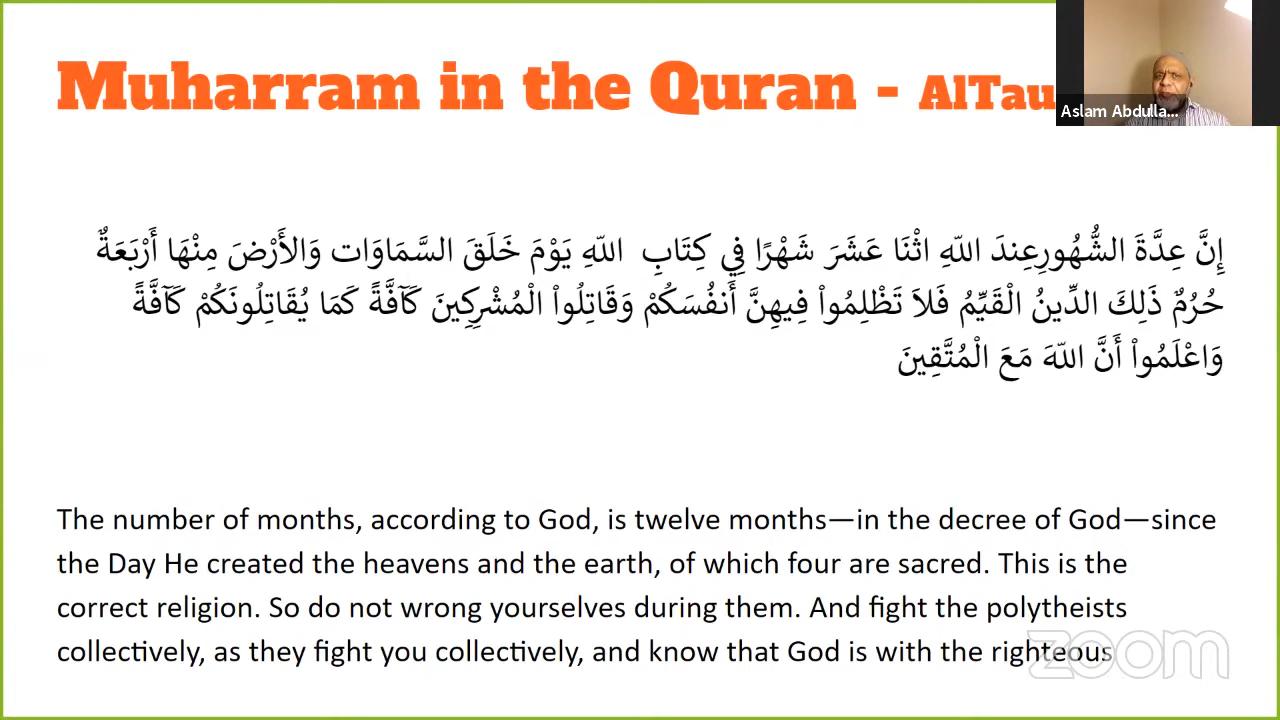 Muharram in the Quran - AlTau
Aslam Abdulla...
إِنَّ عِدَّةَ الشُّهُورِعِندَ اللّهِ اثْنَا عَشَرَ شَهْرًا فِي كِتَابِ اللّهِ يَوْمَ خَلَقَ السَّمَاوَات وَالأَرْضَ مِنْهَا أَرْبَعَةٌ
حُرُمٌ ذَلِكَ الدِّينُ الْقَيِّمُ فَلاَ تَظْلِمُواْ فِيهِنَّ أَنفُسَكُمْ وَقَاتِلُواْ الْمُشْرِكِينَ كَآفَّةً كَمَا يُقَاتِلُونَكُمْ كَآفَّةً
وَاعْلَمُواْ أَنَّ اللّهَ مَعَ الْمُتَّقِينَ
The number of months, according to God, is twelve months—in the decree of God—since
the Day He created the heavens and the earth, of which four are sacred. This is the
correct religion. So do not wrong yourselves during them. And fight the polytheists
collectively, as they fight you collectively, and know that God is with the righteous
zoom